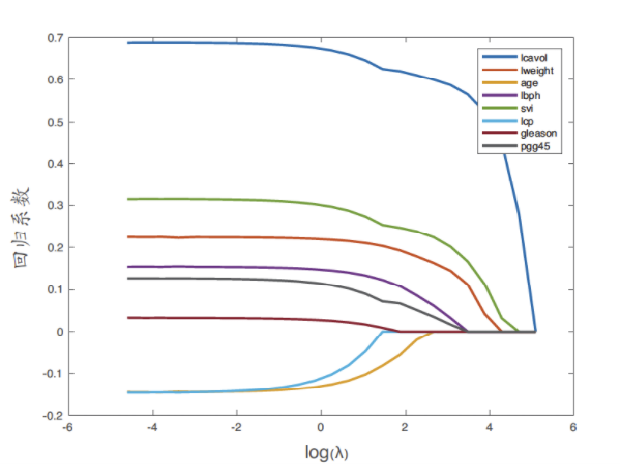 0.7
0.6
0.5
0.4
0.3
0.2
0.1
0
-0.1
-0.2
-6
-4
-2
0
2
4
6
回归系数
log(λ)
lcavol
lweight
age
lbph
svi
lcp
gleason
pgg45